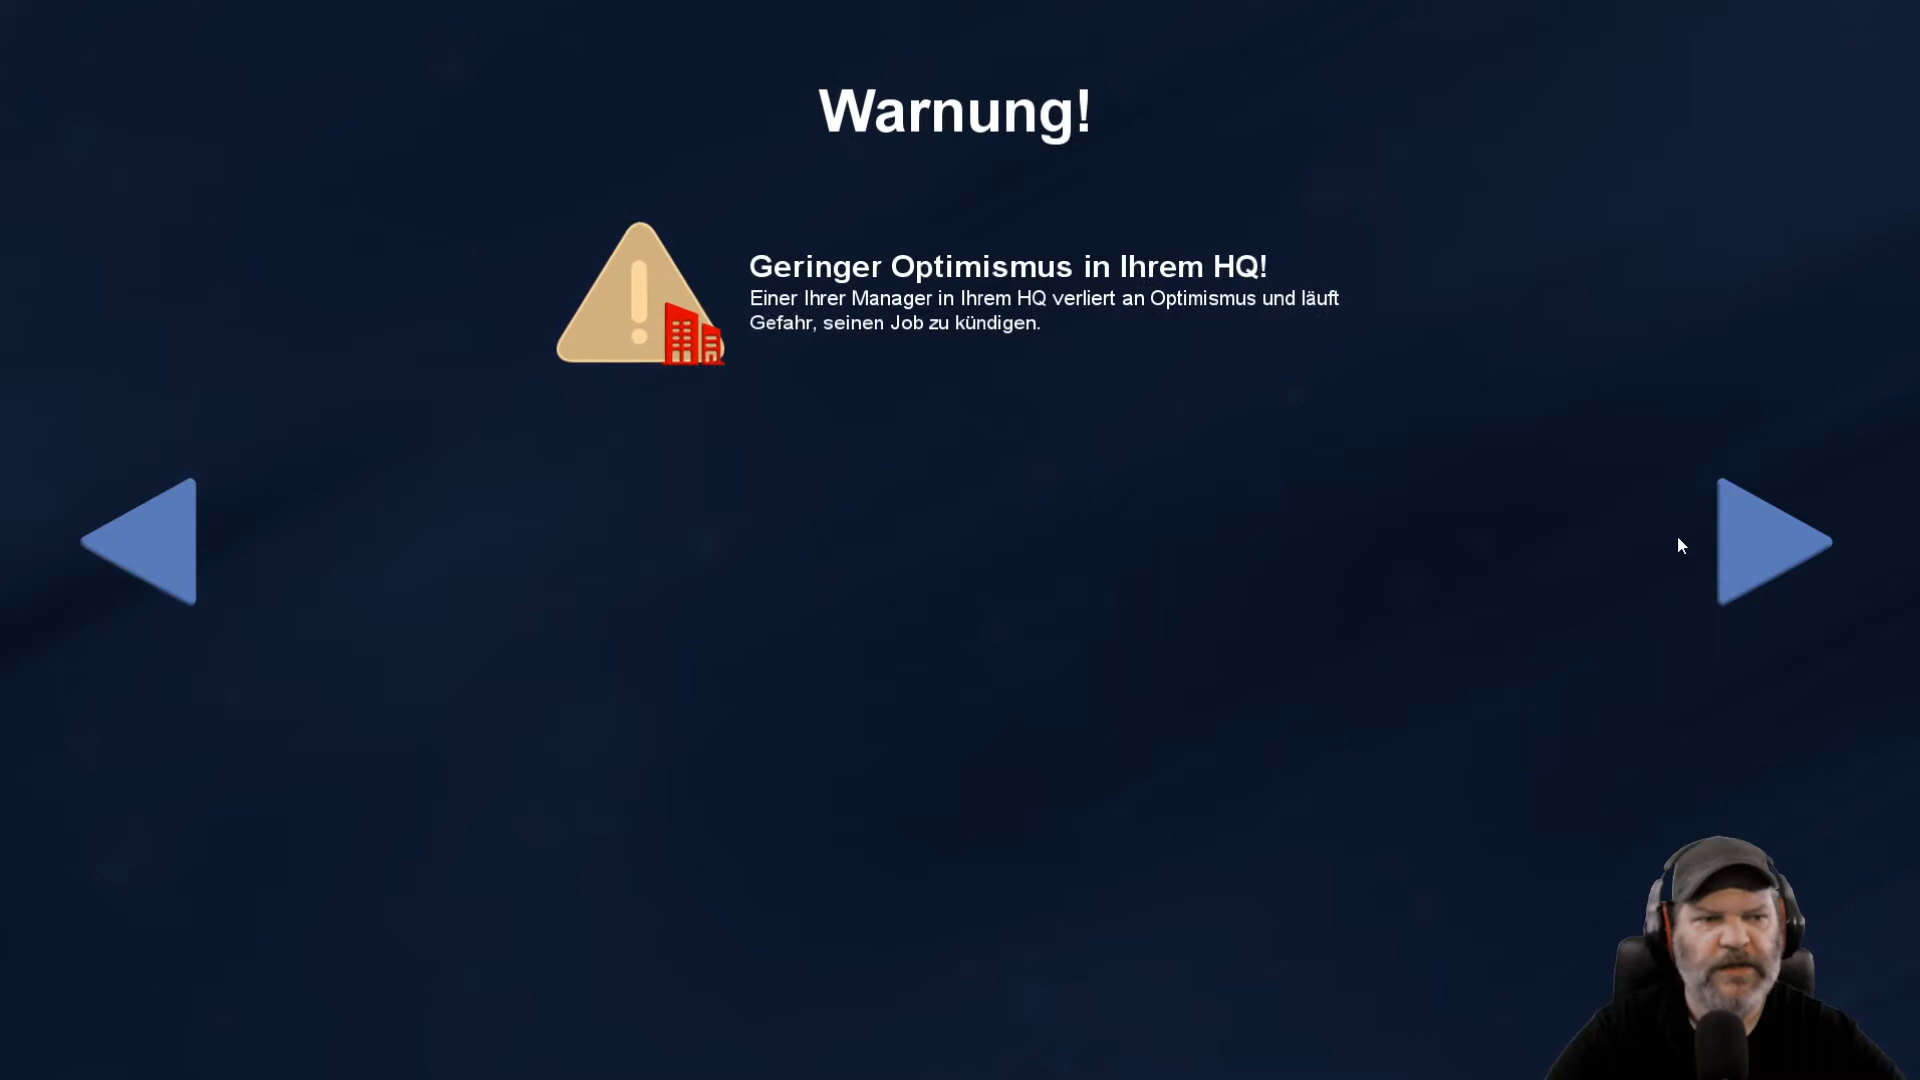 Warnung!
Geringer Optimismus in Ihrem HQ!
Einer Ihrer Manager in Ihrem HQ verliert an Optimismus und läuft
Gefahr, seinen Job zu kündigen.